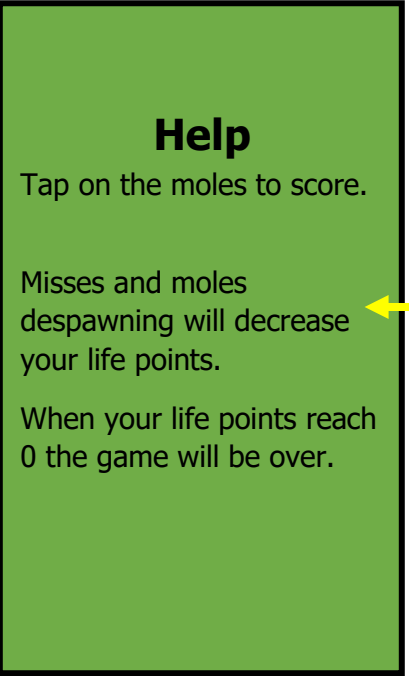 Help
Tap on the moles to score.
Misses and moles
despawning will decrease
your life points.
When your life points reach
0 the game will be over.